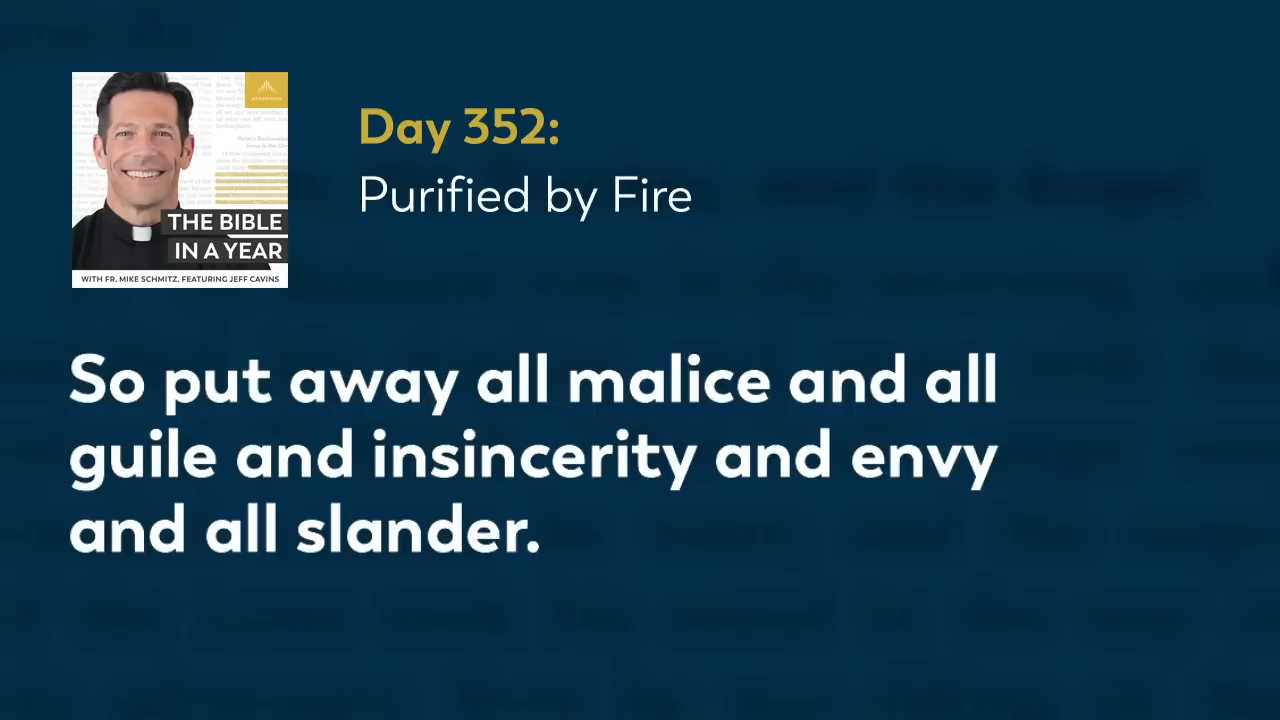 Day 352:
Purified by Fire
THE BIBLE
IN A YEAR
WITH FR. MIKE SCHMITZ, FEATURING JEFF CAVINS
So put away all malice and all
guile and insincerity and envy
and all slander.